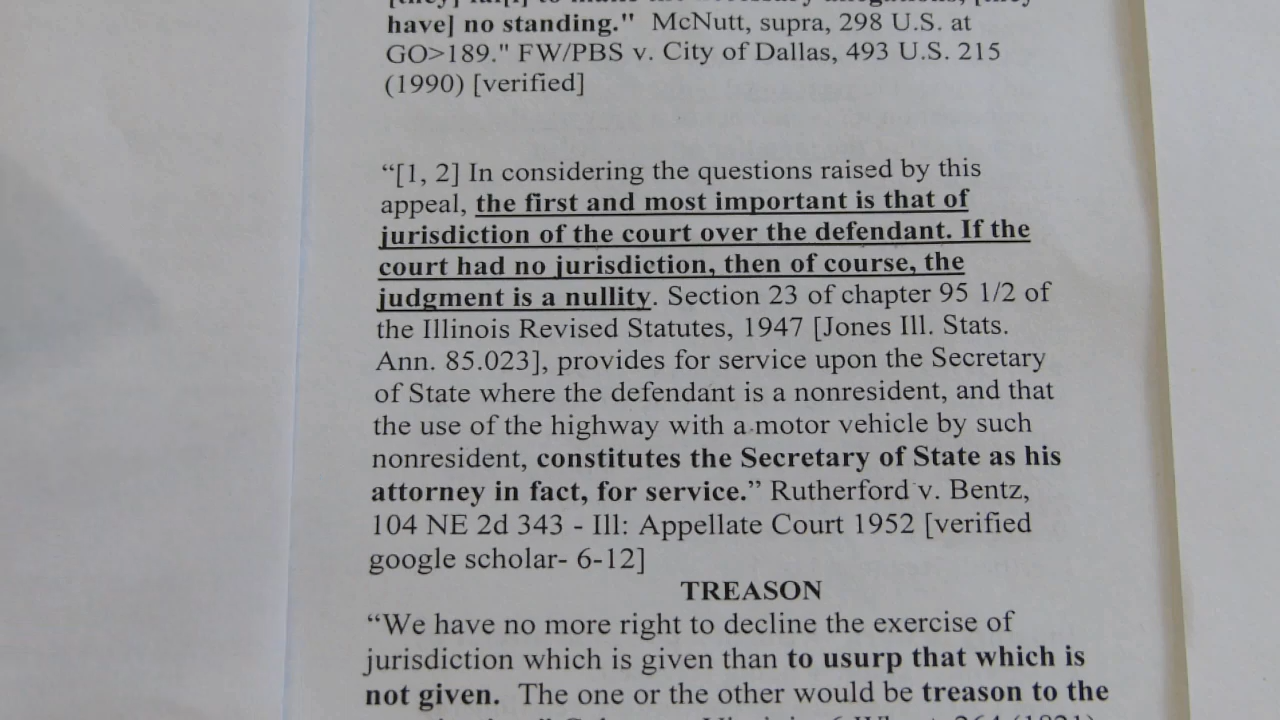 have] no standing." McNutt, supra, 298 U.S. at
GO>189." FW/PBS v. City of Dallas, 493 U.S. 215
(1990) [verified]
“[1, 2] In considering the questions raised by this
appeal, the first and most important is that of
jurisdiction of the court over the defendant. If the
court had no jurisdiction, then of course, the
judgment is a nullity. Section 23 of chapter 95 1/2 of
the Illinois Revised Statutes, 1947 [Jones Ill. Stats.
Ann. 85.023], provides for service upon the Secretary
of State where the defendant is a nonresident, and that
the use of the highway with a motor vehicle by such
nonresident, constitutes the Secretary of State as his
attorney in fact, for service.” Rutherford v. Bentz,
104 NE 2d 343 - Ill: Appellate Court 1952 [verified
google scholar- 6-12]
TREASON
“We have no more right to decline the exercise of
jurisdiction which is given than to usurp that which is
not given. The one or the other would be treason to the